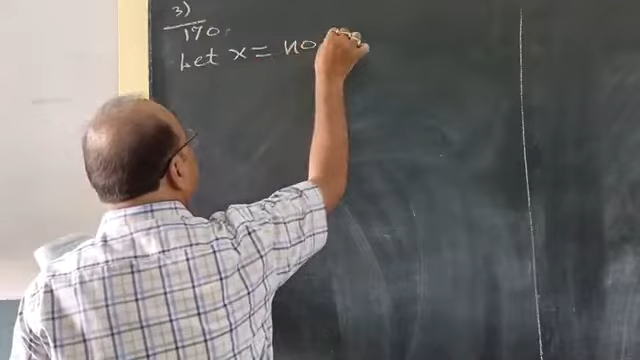 3)
170
Let x = no